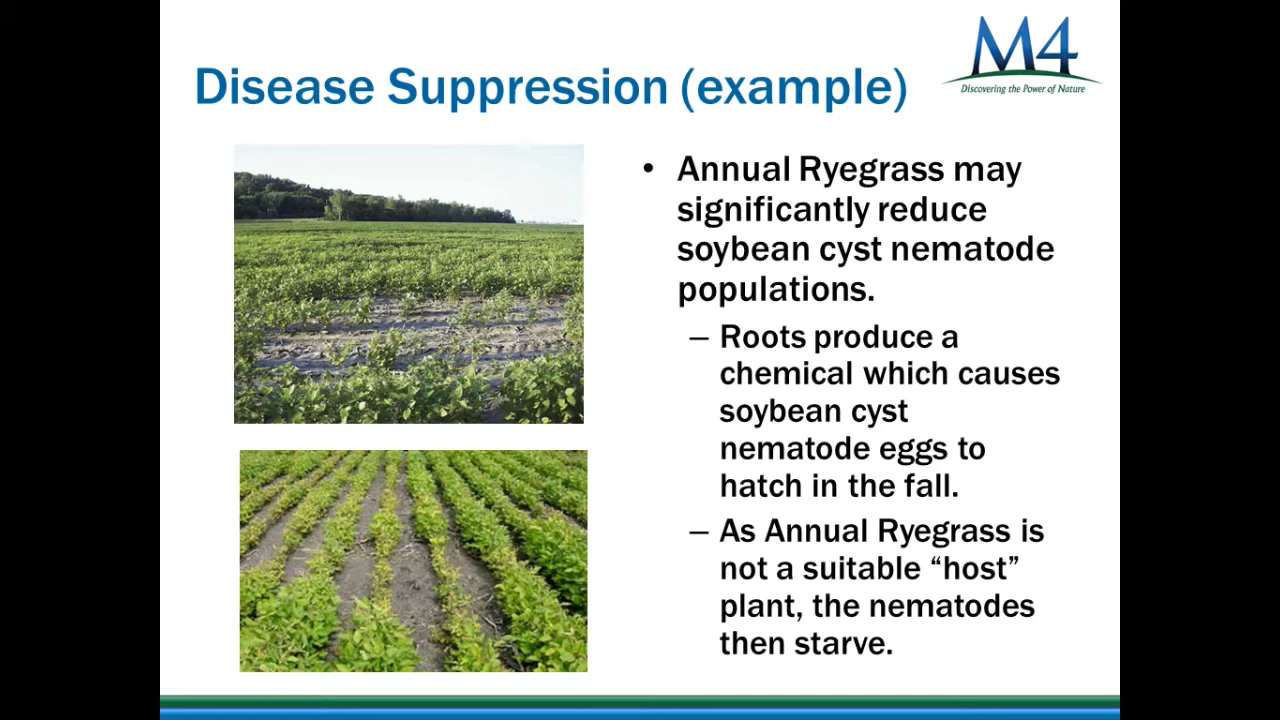 M4
Discovering the Power of Nature
Disease Suppression (example)
• Annual Ryegrass may
significantly reduce
soybean cyst nematode
populations.
– Roots produce a
chemical which causes
soybean cyst
nematode eggs to
hatch in the fall.
– As Annual Ryegrass is
not a suitable “host”
plant, the nematodes
then starve.